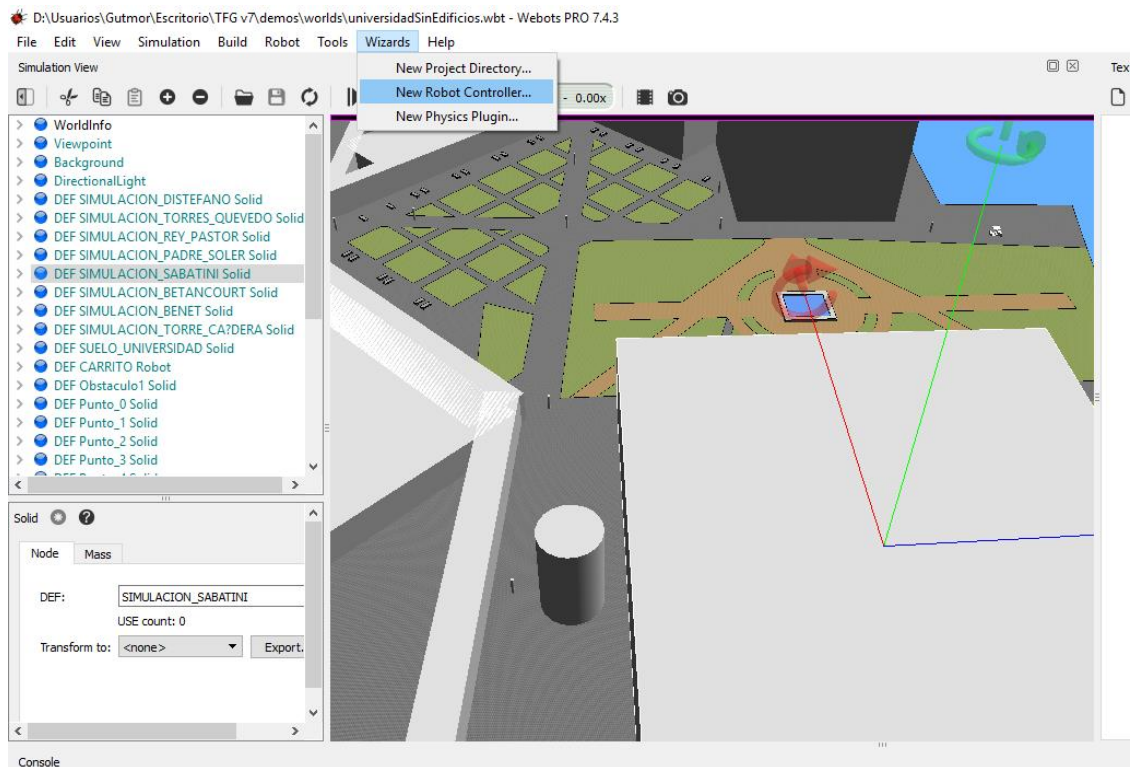 D:\Usuarios\Gutmor\Escritorio\TFG v7\demos\worlds\universidadSinEdificios.wbt - Webots PRO 7.4.3
File Edit View Simulation Build Robot Tools Wizards Help
Simulation View
New Project Directory...
New Robot Controller...
New Physics Plugin...
- 0.00x
WorldInfo
Viewpoint
Background
DirectionalLight
DEF SIMULACION_DISTEFANO Solid
DEF SIMULACION_TORRES_QUEVEDO Solid
DEF SIMULACION_REY_PASTOR Solid
DEF SIMULACION_PADRE_SOLER Solid
DEF SIMULACION_SABATINI Solid
DEF SIMULACION_BETANCOURT Solid
DEF SIMULACION_BENET Solid
DEF SIMULACION_TORRE_CA?DERA Solid
DEF SUELO_UNIVERSIDAD Solid
DEF CARRITO Robot
DEF Obstaculo1 Solid
DEF Punto_0 Solid
DEF Punto_1 Solid
DEF Punto_2 Solid
DEF Punto_3 Solid
Solid
Node Mass
DEF: SIMULACION_SABATINI
USE count: 0
Transform to: <none> Export.
Console
Tex